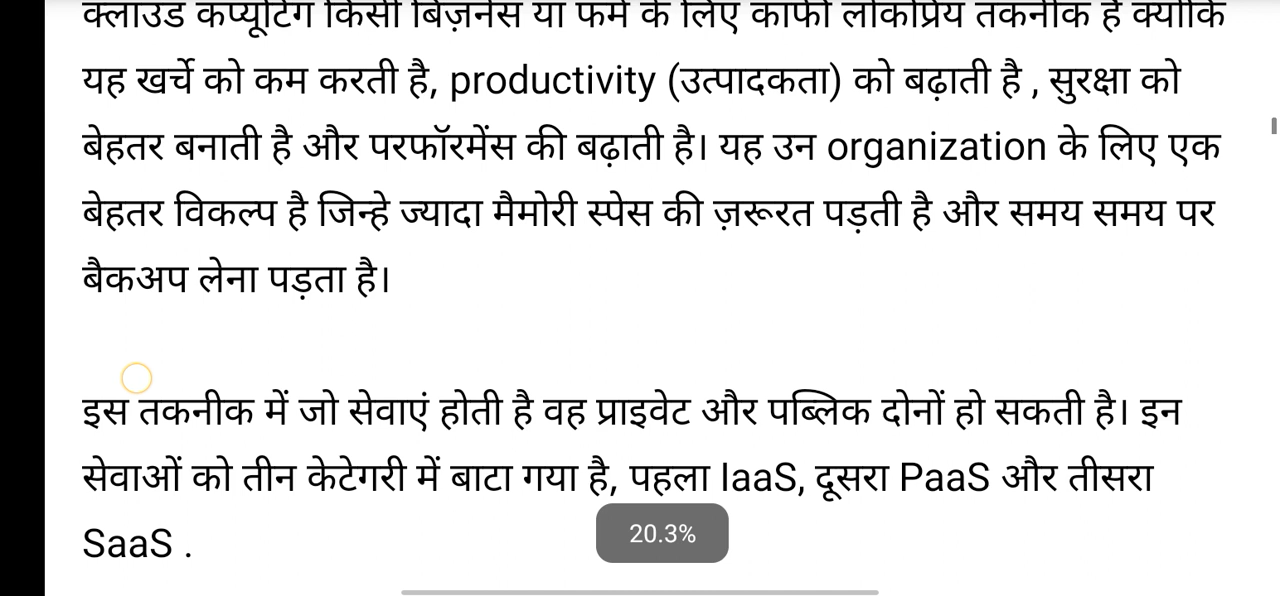 क्लाउड कंप्यूटिंग किसी बिज़नेस या फर्म के लिए काफी लोकप्रिय तकनीक है क्योंकि
यह खर्चे को कम करती है, productivity (उत्पादकता) को बढ़ाती है , सुरक्षा को
बेहतर बनाती है और परफॉरमेंस की बढ़ाती है। यह उन organization के लिए एक
बेहतर विकल्प है जिन्हे ज्यादा मैमोरी स्पेस की ज़रूरत पड़ती है और समय समय पर
बैकअप लेना पड़ता है।
इस तकनीक में जो सेवाएं होती है वह प्राइवेट और पब्लिक दोनों हो सकती है। इन
सेवाओं को तीन केटेगरी में बाटा गया है, पहला IaaS, दूसरा PaaS और तीसरा
SaaS .
20.3%